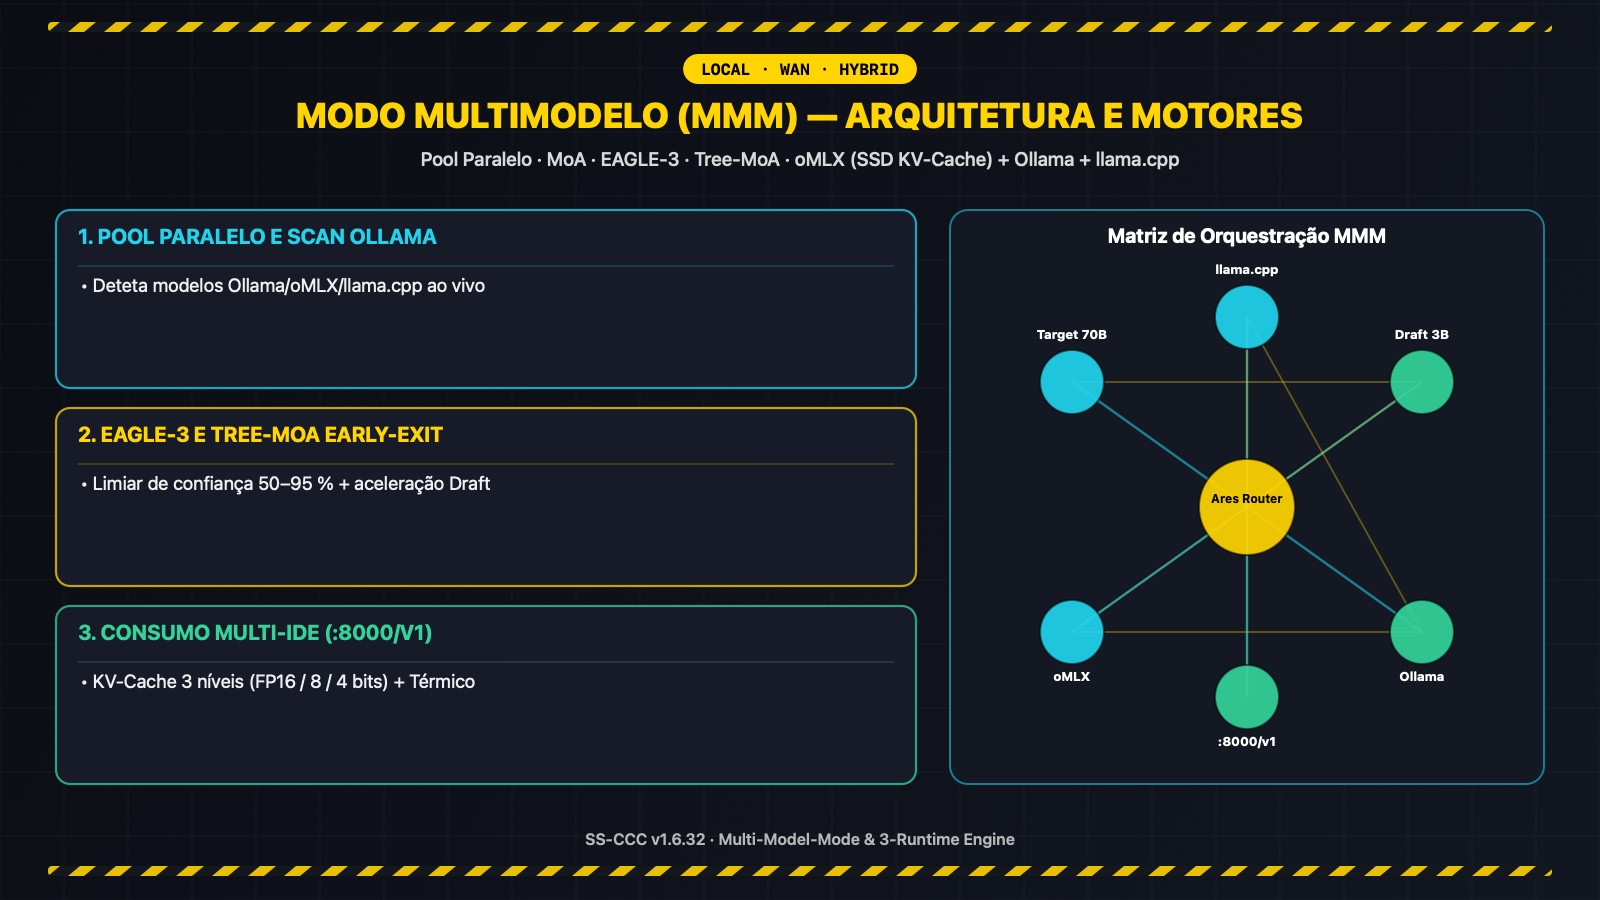 LOCAL · WAN · HYBRID
MODO MULTIMODELO (MMM) — ARQUITETURA E MOTORES
Pool Paralelo · MoA · EAGLE-3 · Tree-MoA · oMLX (SSD KV-Cache) + Ollama + llama.cpp
1. POOL PARALELO E SCAN OLLAMA
• Deteta modelos Ollama/oMLX/llama.cpp ao vivo
2. EAGLE-3 E TREE-MOA EARLY-EXIT
• Limiar de confiança 50–95 % + aceleração Draft
3. CONSUMO MULTI-IDE (:8000/V1)
• KV-Cache 3 níveis (FP16 / 8 / 4 bits) + Térmico
Matriz de Orquestração MMM
llama.cpp
Target 70B
Draft 3B
Ares Router
oMLX
Ollama
:8000/v1
SS-CCC v1.6.32 · Multi-Model-Mode & 3-Runtime Engine